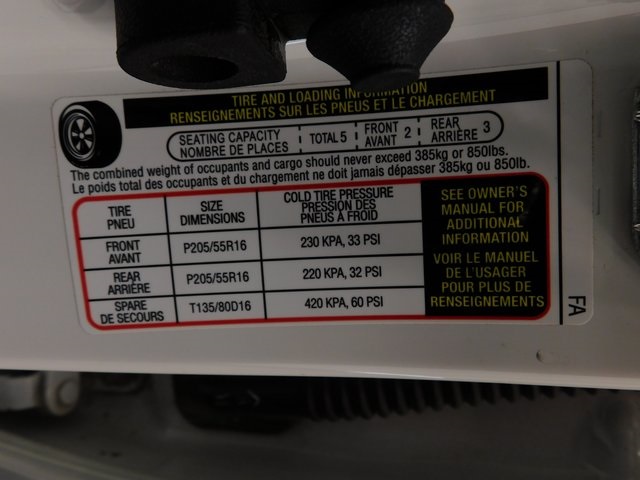 TIRE AND LOADING INFORMATION
RENSEIGNEMENTS SUR LES PNEUS ET LE CHARGEMENT
SEATING CAPACITY TOTAL 5 FRONT 2 REAR 3
NOMBRE DE PLACES AVANT ARRIÈRE
The combined weight of occupants and cargo should never exceed 385kg or 850lbs.
Le poids total des occupants et du chargement ne doit jamais dépasser 385kg ou 850lb.
TIRE SIZE COLD TIRE PRESSURE
PNEU DIMENSIONS PRESSION DES
PNEUS À FROID
FRONT P205/55R16 230 KPA, 33 PSI
AVANT
REAR P205/55R16 220 KPA, 32 PSI
ARRIÈRE
SPARE T135/80D16 420 KPA, 60 PSI
DE SECOURS
SEE OWNER'S
MANUAL FOR
ADDITIONAL
INFORMATION
VOIR LE MANUEL
DE L'USAGER
POUR PLUS DE
RENSEIGNEMENTS
FA